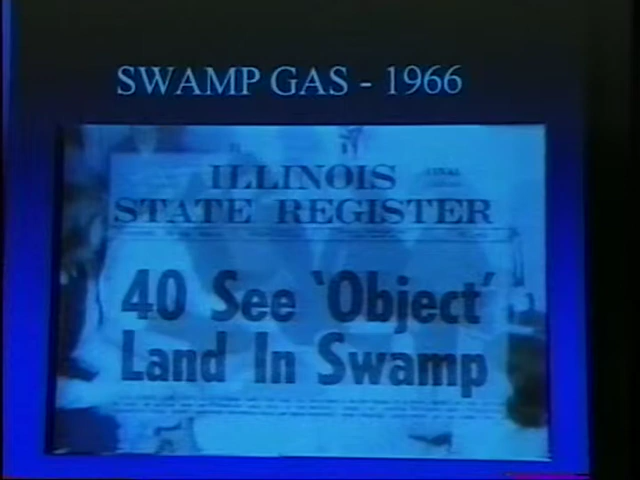 SWAMP GAS - 1966
ILLINOIS
STATE REGISTER
40 See 'Object'
Land In Swamp